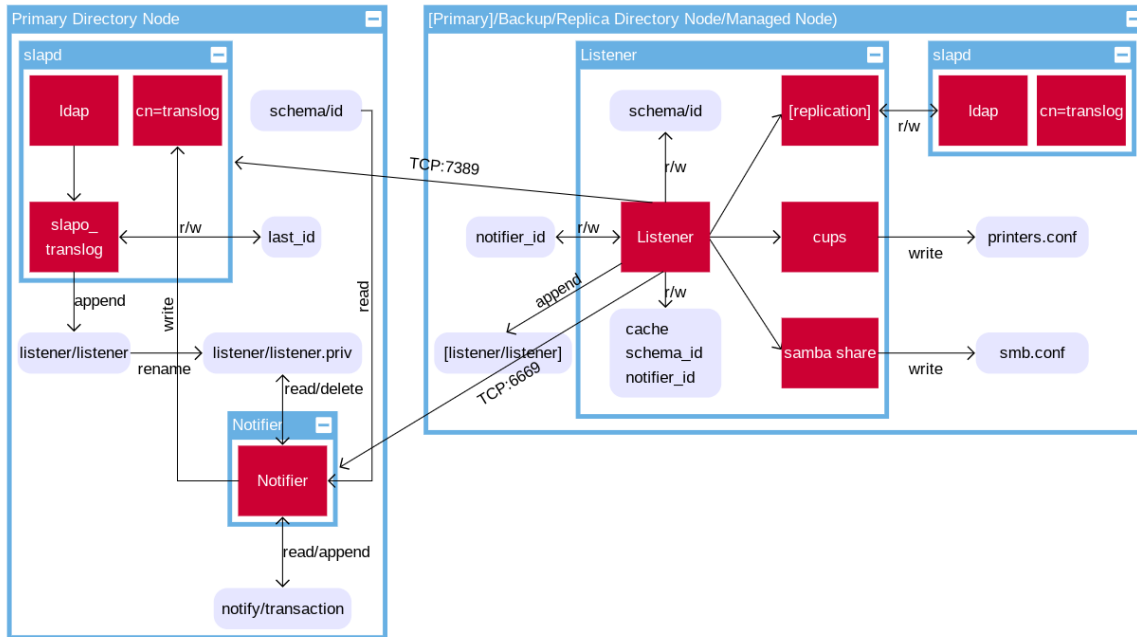 Primary Directory Node
slapd
ldap
cn=translog
schema/id
slapo_
translog
r/w
last_id
append
write
read
listener/listener
rename
listener/listener.priv
read/delete
Notifier
Notifier
read/append
notify/transaction
TCP:7389
TCP:6669
[Primary]/Backup/Replica Directory Node/Managed Node)
Listener
schema/id
r/w
notifier_id
r/w
Listener
append
r/w
[listener/listener]
cache
schema_id
notifier_id
[replication]
r/w
cups
write
printers.conf
samba share
write
smb.conf
slapd
ldap
cn=translog